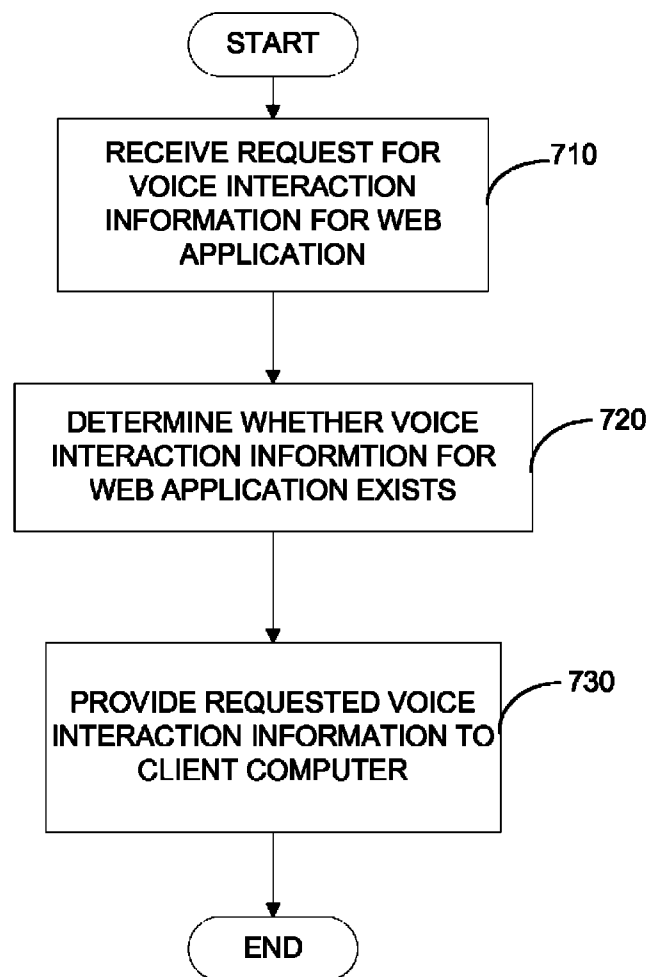 START
RECEIVE REQUEST FOR
VOICE INTERACTION
INFORMATION FOR WEB
APPLICATION
710
DETERMINE WHETHER VOICE
INTERACTION INFORMTION FOR
WEB APPLICATION EXISTS
720
PROVIDE REQUESTED VOICE
INTERACTION INFORMATION TO
CLIENT COMPUTER
730
END